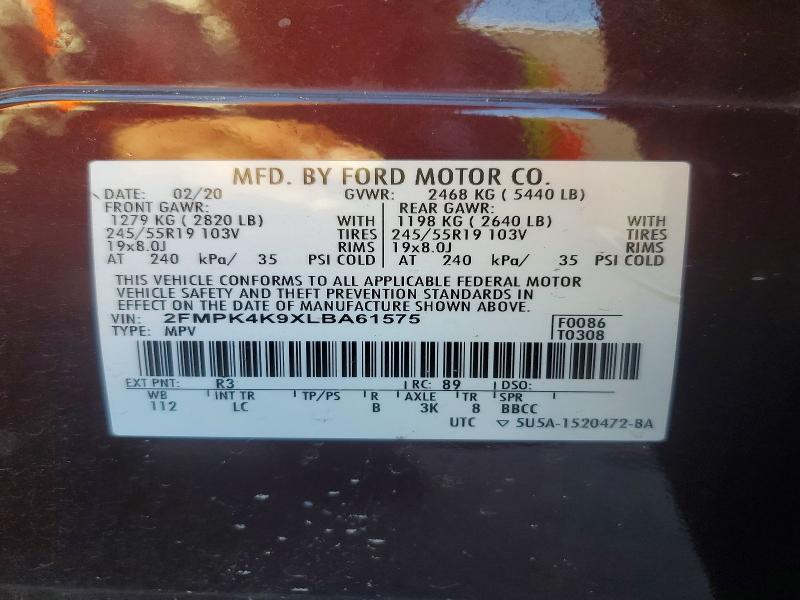 MFD. BY FORD MOTOR CO.
DATE: 02/20 GVWR: 2468 KG ( 5440 LB)
FRONT GAWR: REAR GAWR:
1279 KG ( 2820 LB) WITH 1198 KG ( 2640 LB) WITH
245/55R19 103V TIRES 245/55R19 103V TIRES
19x8.0J RIMS 19x8.0J RIMS
AT 240 kPa/ 35 PSI COLD AT 240 kPa/ 35 PSI COLD
THIS VEHICLE CONFORMS TO ALL APPLICABLE FEDERAL MOTOR
VEHICLE SAFETY AND THEFT PREVENTION STANDARDS IN
EFFECT ON THE DATE OF MANUFACTURE SHOWN ABOVE.
VIN: 2FMPK4K9XLBA61575 F0086
TYPE: MPV T0308
EXT PNT: R3 RC: 89 DSO:
WB INT TR TP/PS R AXLE TR SPR
112 LC B 3K 8 BBCC
UTC ▽ 5U5A-1520472-BA